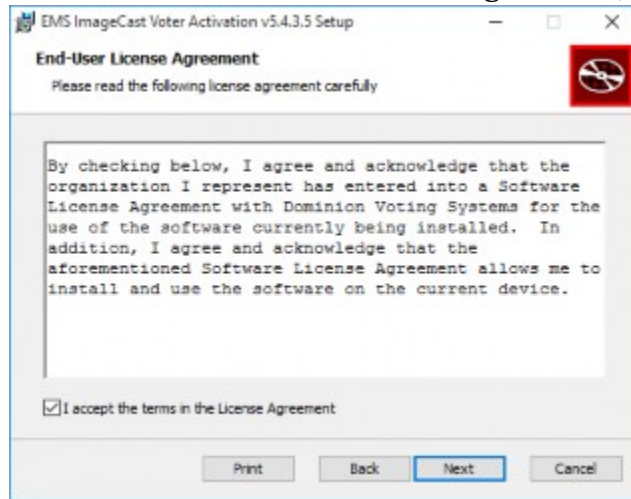 EMS ImageCast Voter Activation v5.4.3.5 Setup
End-User License Agreement
Please read the following license agreement carefully
By checking below, I agree and acknowledge that the
organization I represent has entered into a Software
License Agreement with Dominion Voting Systems for the
use of the software currently being installed. In
addition, I agree and acknowledge that the
aforementioned Software License Agreement allows me to
install and use the software on the current device.
I accept the terms in the License Agreement
Print Back Next Cancel